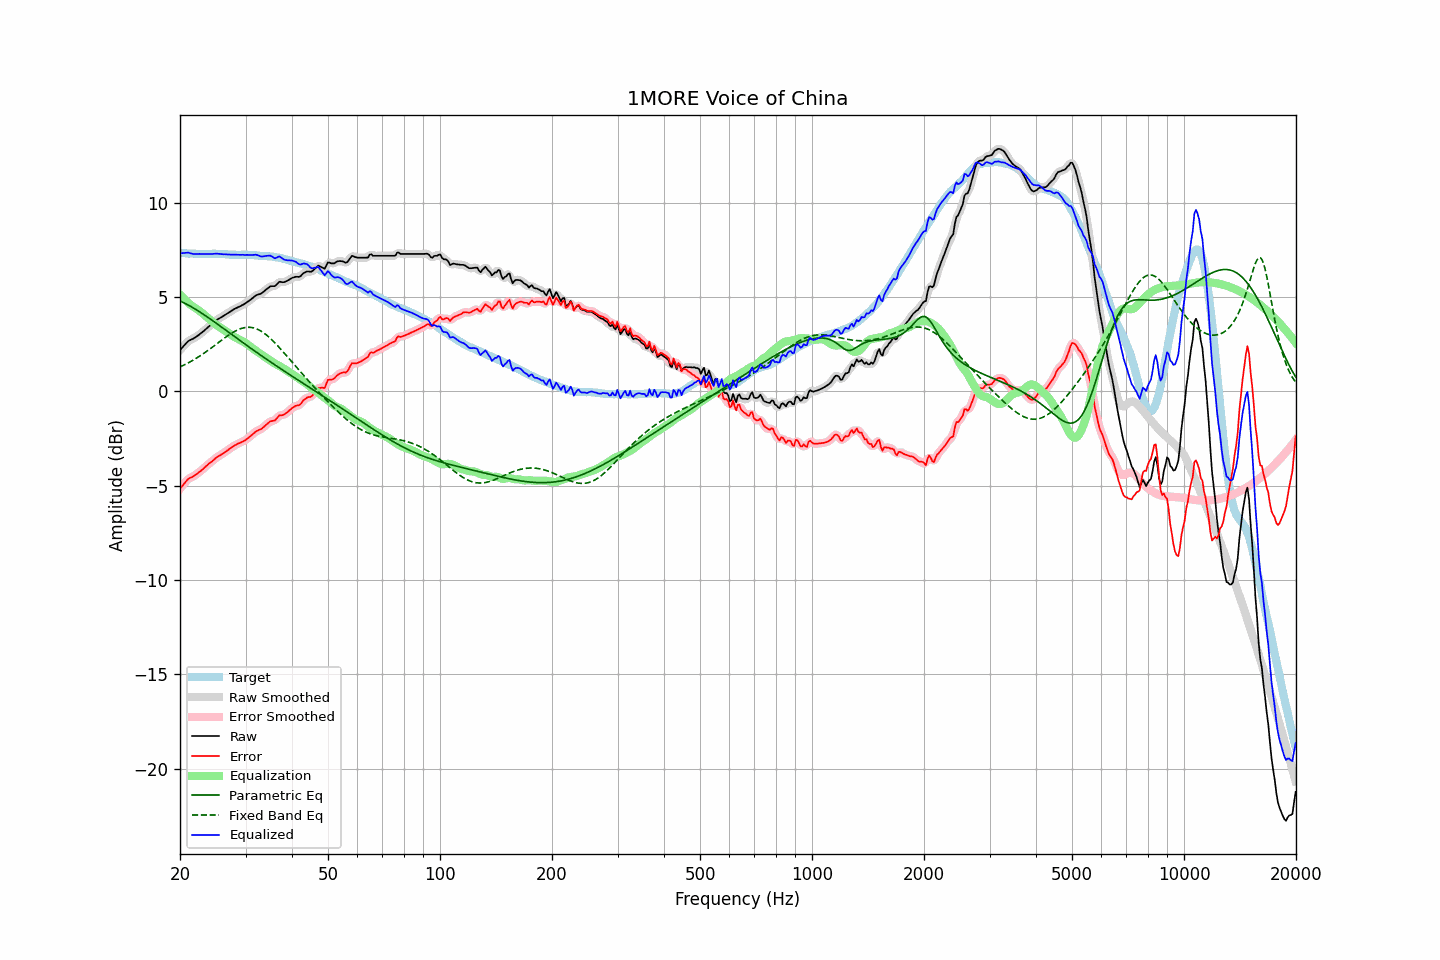 1MORE Voice of China
10
5
0
−5
−10
−15
−20
Amplitude (dBr)
Target
Raw Smoothed
Error Smoothed
Raw
Error
Equalization
Parametric Eq
Fixed Band Eq
Equalized
20 50 100 200 500 1000 2000 5000 10000 20000
Frequency (Hz)